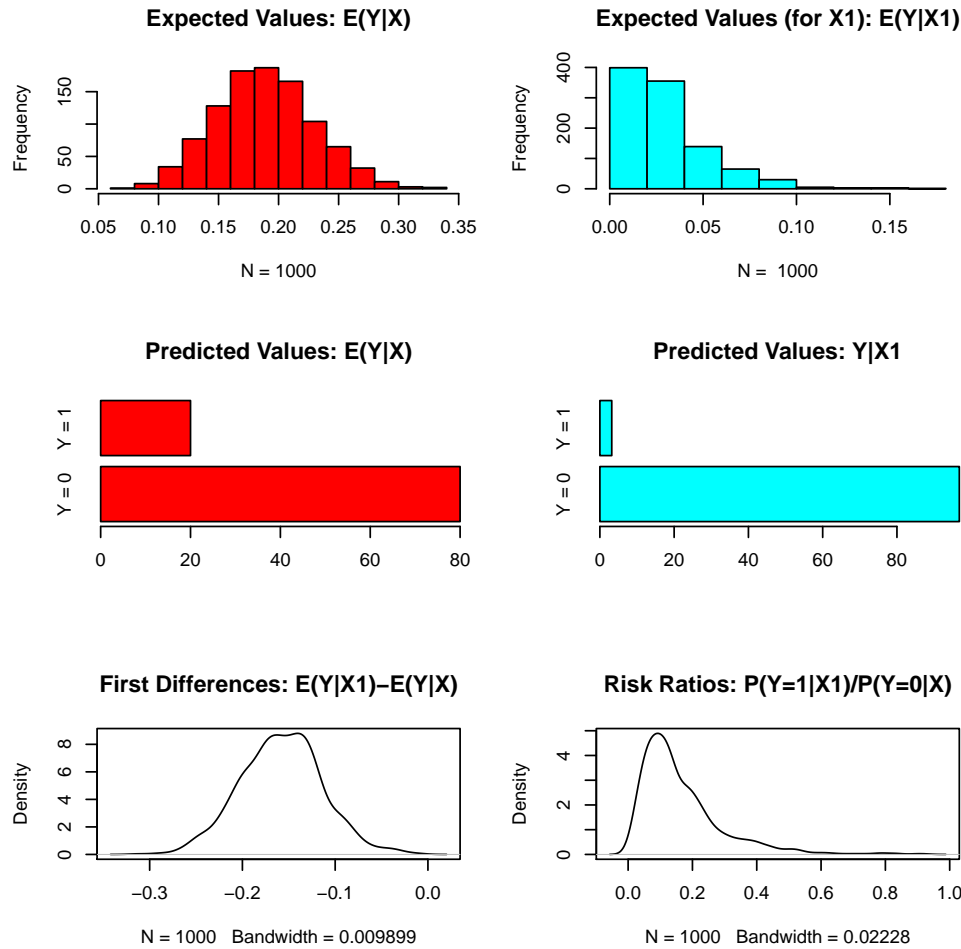 Expected Values: E(Y|X)
Frequency
0 50 150
0.05 0.10 0.15 0.20 0.25 0.30 0.35
N = 1000
Expected Values (for X1): E(Y|X1)
Frequency
0 200 400
0.00 0.05 0.10 0.15
N = 1000
Predicted Values: E(Y|X)
Y = 1
Y = 0
0 20 40 60 80
Predicted Values: Y|X1
Y = 1
Y = 0
0 20 40 60 80
First Differences: E(Y|X1)−E(Y|X)
Density
0 2 4 6 8
−0.3 −0.2 −0.1 0.0
N = 1000 Bandwidth = 0.009899
Risk Ratios: P(Y=1|X1)/P(Y=0|X)
Density
0 2 4
0.0 0.2 0.4 0.6 0.8 1.0
N = 1000 Bandwidth = 0.02228